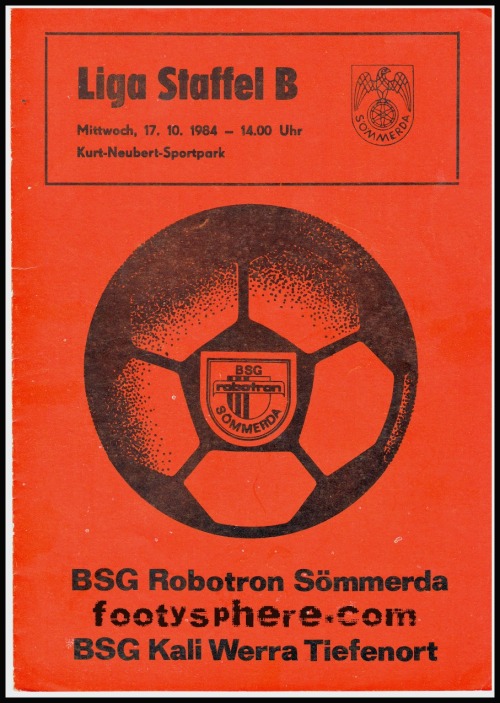 Liga Staffel B
Mittwoch, 17. 10. 1984 – 14.00 Uhr
Kurt-Neubert-Sportpark
SÖMMERDA
BSG
robotron
SÖMMERDA
BSG Robotron Sömmerda
footysphere.com
BSG Kali Werra Tiefenort